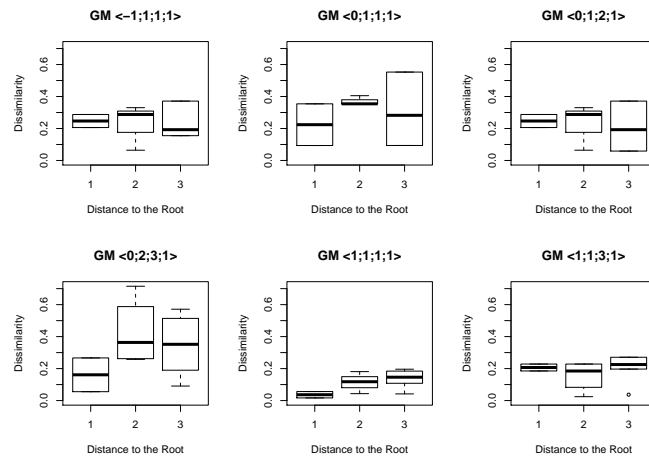 GM <−1;1;1;1>
GM <0;1;1;1>
GM <0;1;2;1>
Dissimilarity
0.0 0.2 0.4 0.6
1 2 3
Distance to the Root
Dissimilarity
0.0 0.2 0.4 0.6
1 2 3
Distance to the Root
Dissimilarity
0.0 0.2 0.4 0.6
1 2 3
Distance to the Root
GM <0;2;3;1>
GM <1;1;1;1>
GM <1;1;3;1>
Dissimilarity
0.0 0.2 0.4 0.6
1 2 3
Distance to the Root
Dissimilarity
0.0 0.2 0.4 0.6
1 2 3
Distance to the Root
Dissimilarity
0.0 0.2 0.4 0.6
1 2 3
Distance to the Root